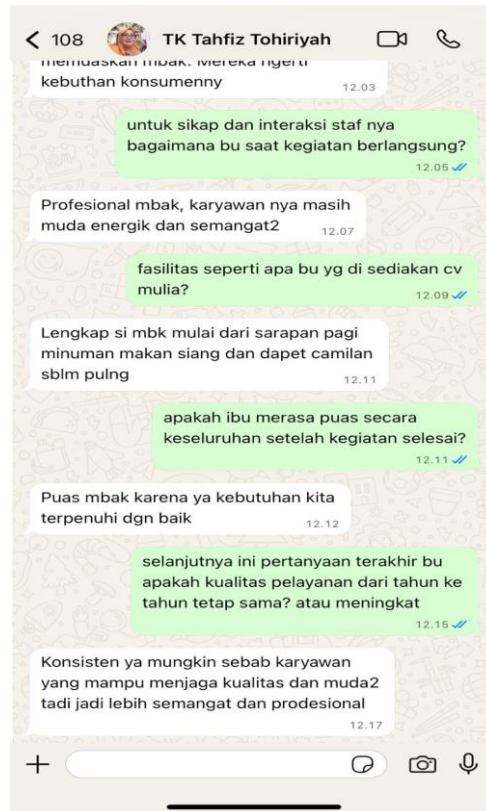 108 TK Tahfiz Tohiriyah
memuaskan mbak. Mereka ngerti
kebuthan konsumenny
12.03
untuk sikap dan interaksi staf nya
bagaimana bu saat kegiatan berlangsung?
12.05
Profesional mbak, karyawan nya masih
muda energik dan semangat2
12.07
fasilitas seperti apa bu yg di sediakan cv
mulia?
12.09
Lengkap si mbk mulai dari sarapan pagi
minuman makan siang dan dapet camilan
sblm pulng
12.11
apakah ibu merasa puas secara
keseluruhan setelah kegiatan selesai?
12.11
Puas mbak karena ya kebutuhan kita
terpenuhi dgn baik
12.12
selanjutnya ini pertanyaan terakhir bu
apakah kualitas pelayanan dari tahun ke
tahun tetap sama? atau meningkat
12.15
Konsisten ya mungkin sebab karyawan
yang mampu menjaga kualitas dan muda2
tadi jadi lebih semangat dan prodesional
12.17